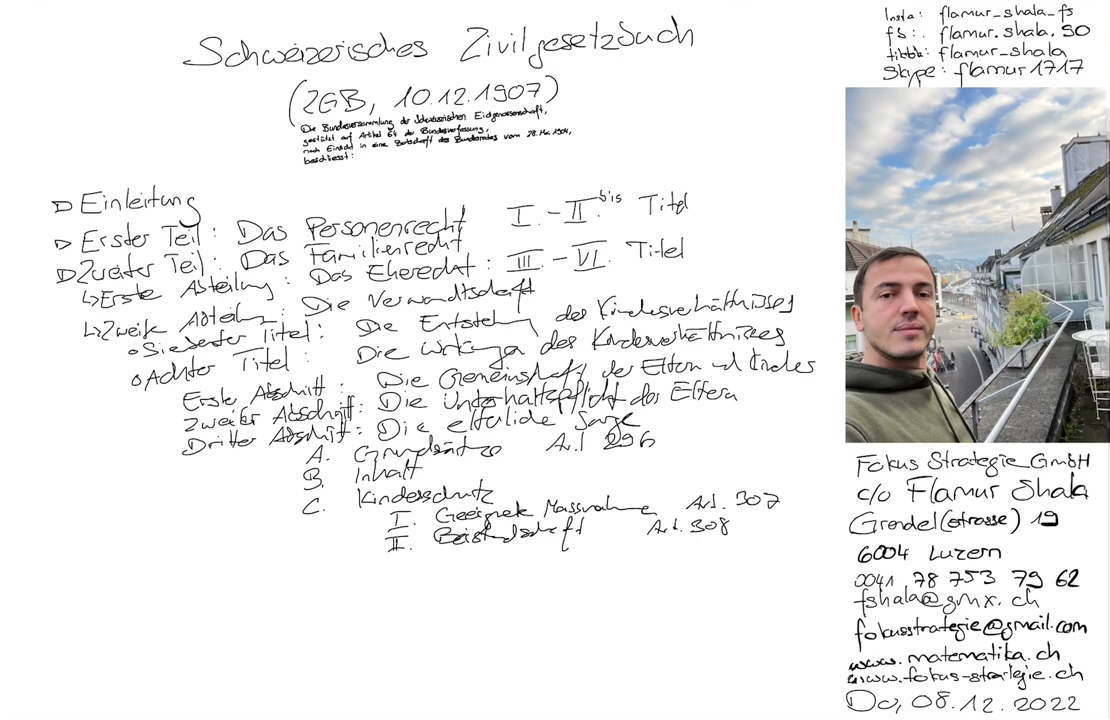 Schweizerisches Zivilgesetzbuch
(ZGB, 10.12.1907)
Die Bundesversammlung der Schweizerischen Eidgenossenschaft,
gestützt auf Artikel 64 der Bundesverfassung,
nach Einsicht in eine Botschaft des Bundesrates vom 28. Mai 1904,
beschliesst:
Einleitung
Erster Teil: Das Personenrecht I. - II bis Titel
Zweiter Teil: Das Familienrecht
Erste Abteilung: Das Eherecht: III. - VI. Titel
Zweite Abteilung: Die Verwandtschaft
Siebenter Titel: Die Entstehung des Kindesverhältnisses
Achter Titel: Die Wirkungen des Kindesverhältnisses
Erste Abschnitt: Die Gemeinschaft der Eltern und Kindes
Zweiter Abschnitt: Die Unterhaltspflicht des Eltern
Dritter Abschnitt: Die elterliche Sorge
A. Grundsätze Art 296
B. Inhalt
C. Kindesschutz
I. Geeignete Massnahme Art. 307
II. Beistandschaft Art. 308
Insta: flamur_shala_fs
fb: flamur.shala.90
tiktok: flamur_shala
Skype: flamur1717
Fokus Strategie GmbH
c/o Flamur Shala
Grendel(strasse) 19
6004 Luzern
0041 78 753 79 62
fshala@gmx.ch
fokusstrategie@gmail.com
www.matematika.ch
www.fokus-strategie.ch
Do, 08.12.2022